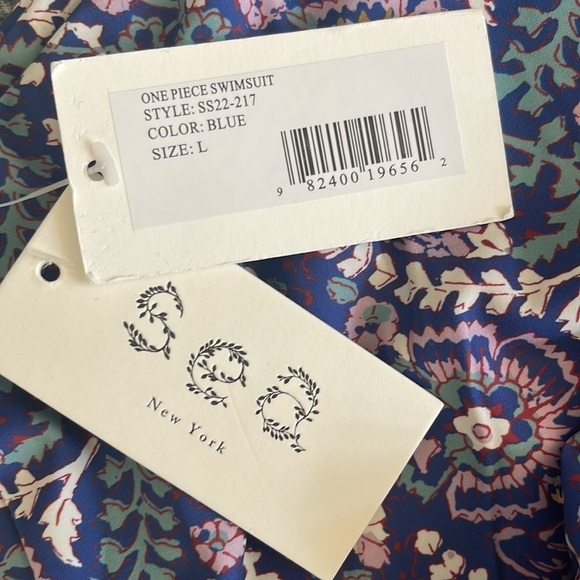 ONE PIECE SWIMSUIT
STYLE: SS22-217
COLOR: BLUE
SIZE: L
9 82400 19656 2
sea
New York